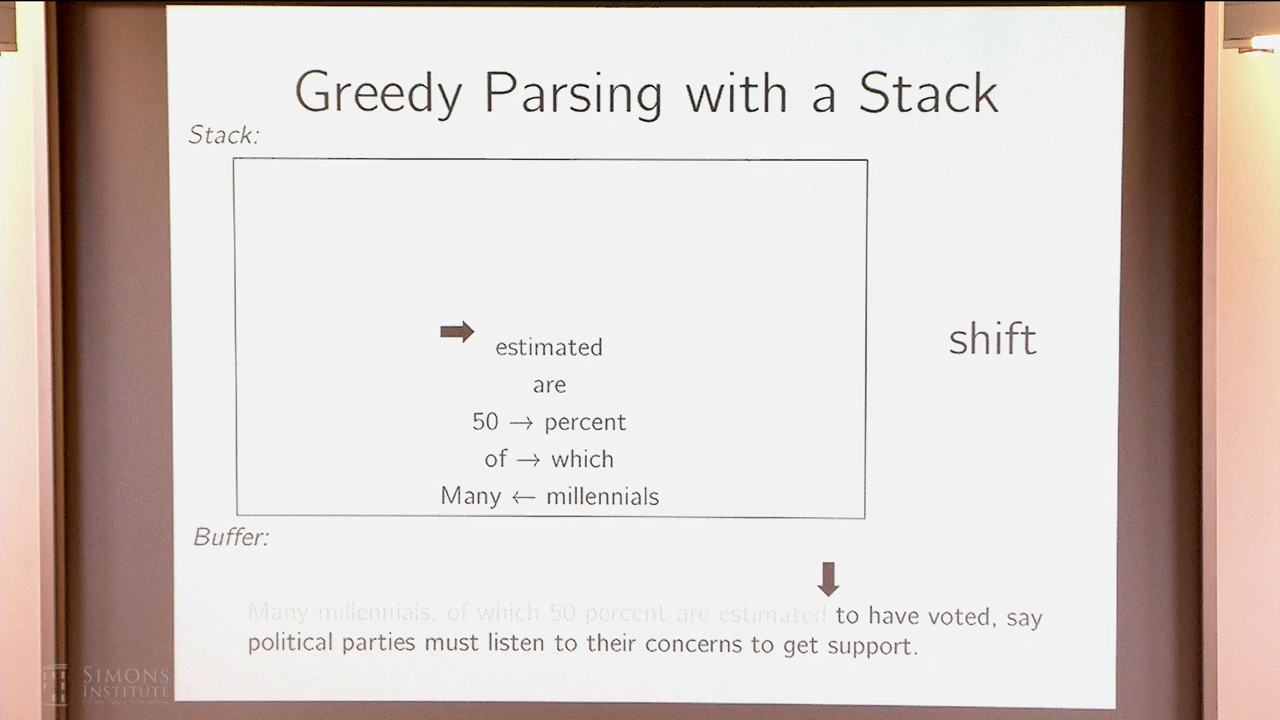 Greedy Parsing with a Stack
Stack:
estimated
are
50 → percent
of → which
Many ← millennials
shift
Buffer:
Many millennials, of which 50 percent are estimated to have voted, say
political parties must listen to their concerns to get support.
SIMONS
INSTITUTE